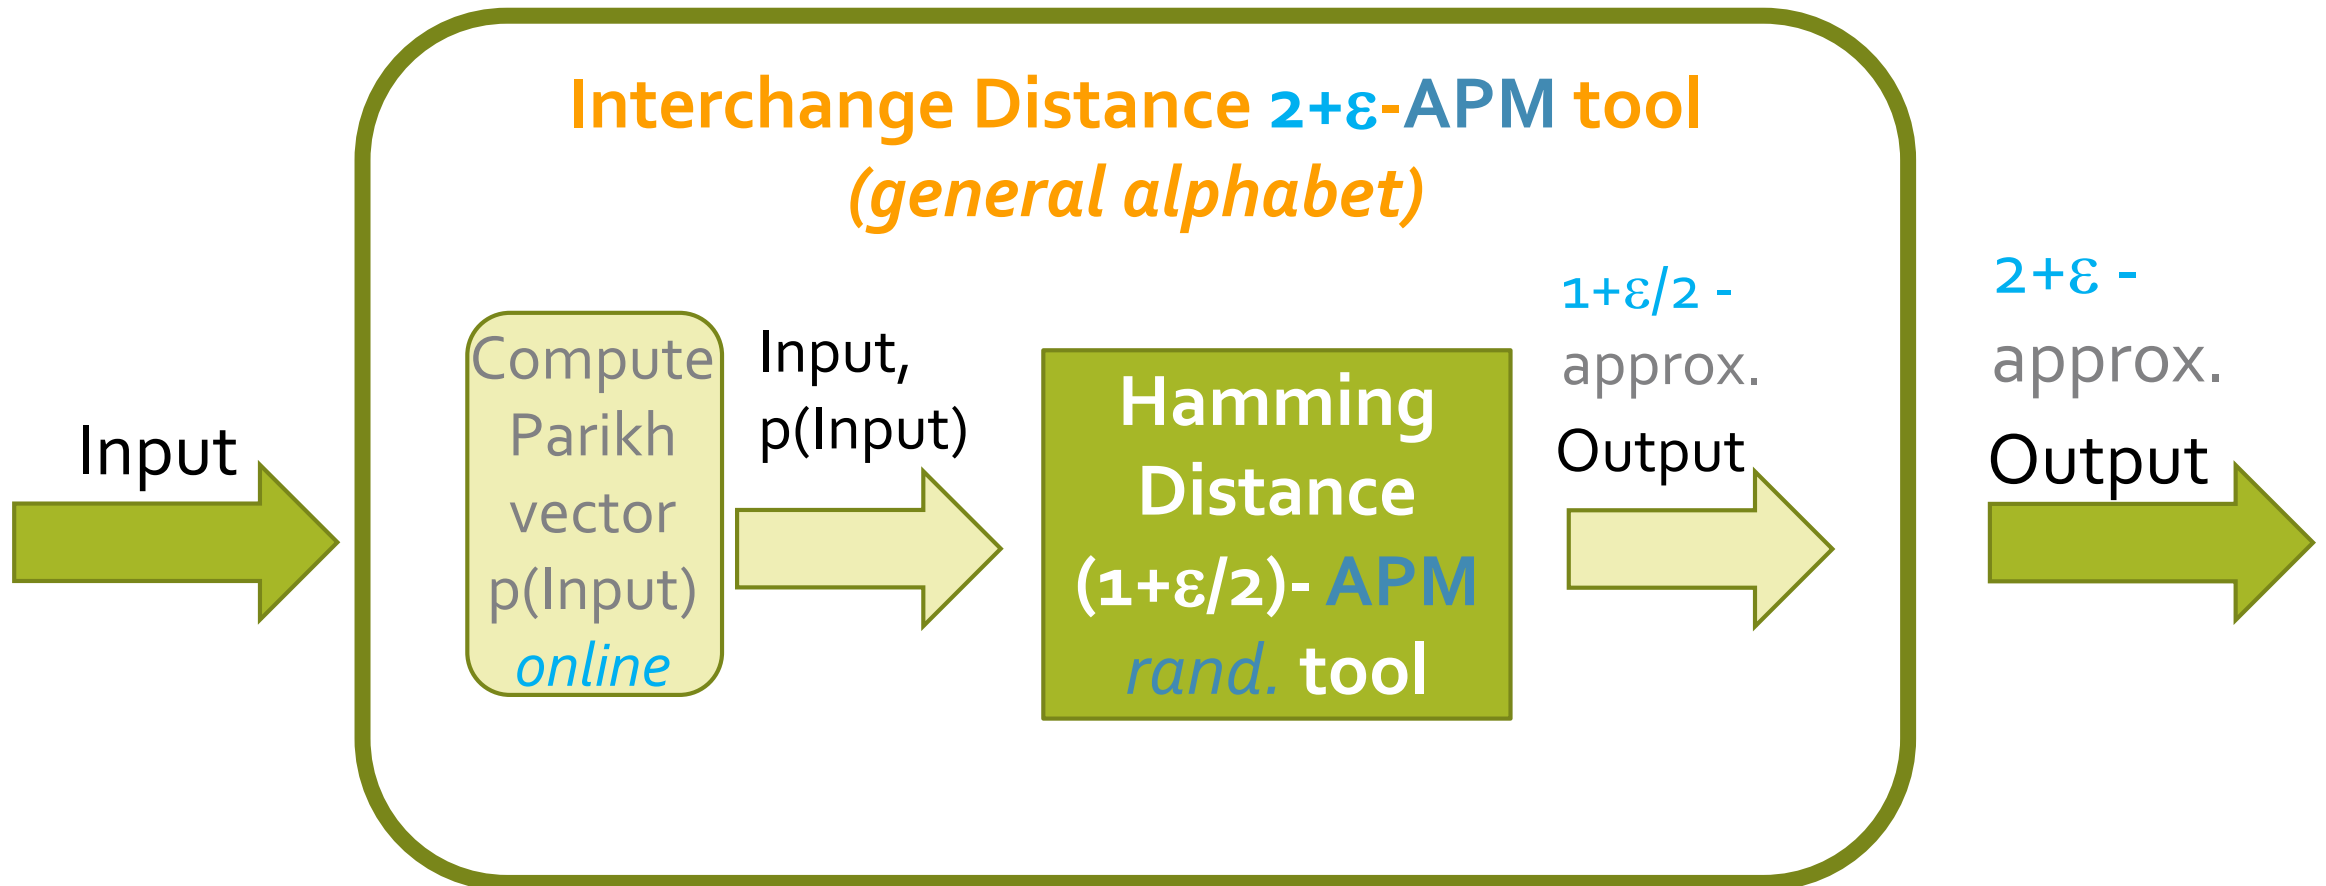 Interchange Distance 2+ε-APM tool
(general alphabet)
Input
Compute
Parikh
vector
p(Input)
online
Input,
p(Input)
Hamming
Distance
(1+ε/2)- APM
rand. tool
1+ε/2 -
approx.
Output
2+ε -
approx.
Output